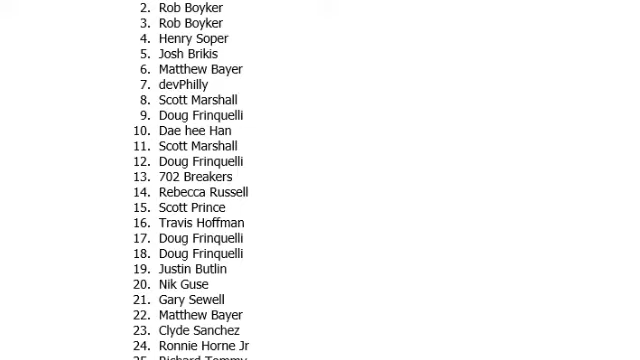 2. Rob Boyker
3. Rob Boyker
4. Henry Soper
5. Josh Brikis
6. Matthew Bayer
7. devPhilly
8. Scott Marshall
9. Doug Frinquelli
10. Dae hee Han
11. Scott Marshall
12. Doug Frinquelli
13. 702 Breakers
14. Rebecca Russell
15. Scott Prince
16. Travis Hoffman
17. Doug Frinquelli
18. Doug Frinquelli
19. Justin Butlin
20. Nik Guse
21. Gary Sewell
22. Matthew Bayer
23. Clyde Sanchez
24. Ronnie Horne Jr
25. Richard Tommy